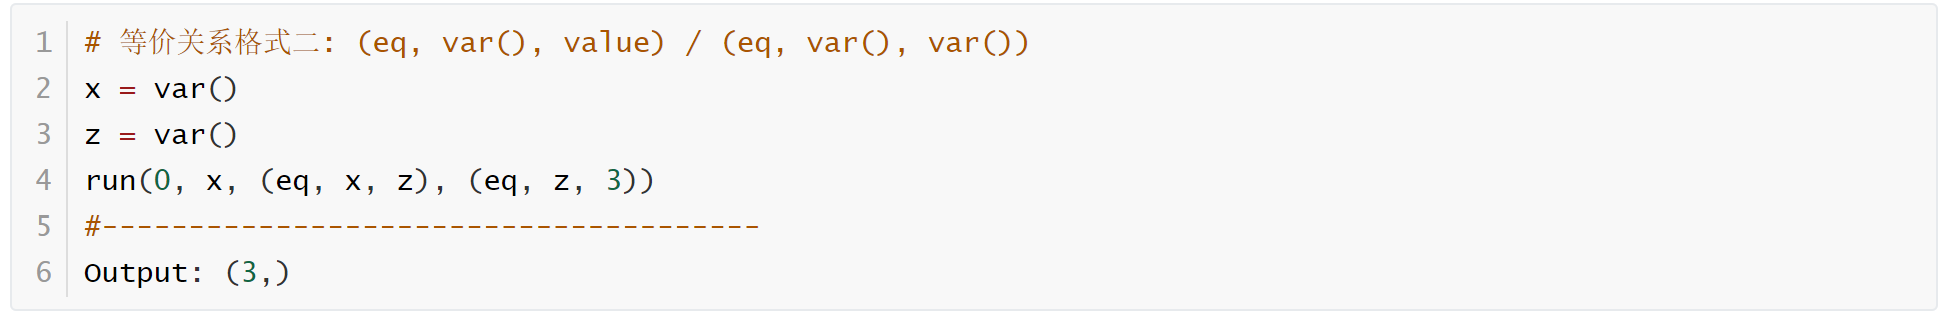 1 # 等价关系格式二: (eq, var(), value) / (eq, var(), var())
2 x = var()
3 z = var()
4 run(0, x, (eq, x, z), (eq, z, 3))
5 #--------------------------------------
6 Output: (3,)